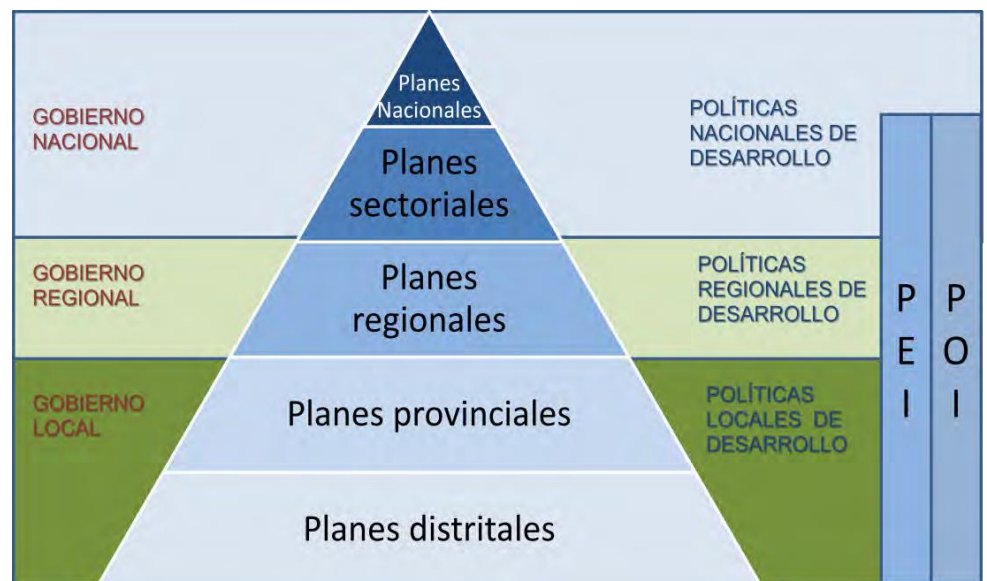 Planes
Nacionales
GOBIERNO
NACIONAL
POLÍTICAS
NACIONALES DE
DESARROLLO
Planes
sectoriales
GOBIERNO
REGIONAL
Planes
regionales
POLÍTICAS
REGIONALES DE
DESARROLLO
GOBIERNO
LOCAL
Planes provinciales
POLÍTICAS
LOCALES DE
DESARROLLO
Planes distritales
P
E
I
P
O
I